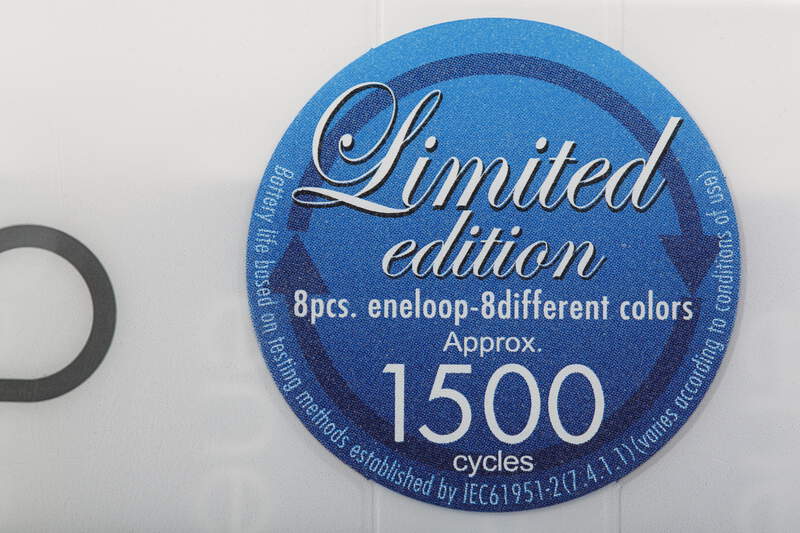 Limited
edition
8pcs. eneloop-8different colors
Approx.
1500
cycles
Battery life based on testing methods established by IEC61951-2(7.4.1.1)(varies according to conditions of use)